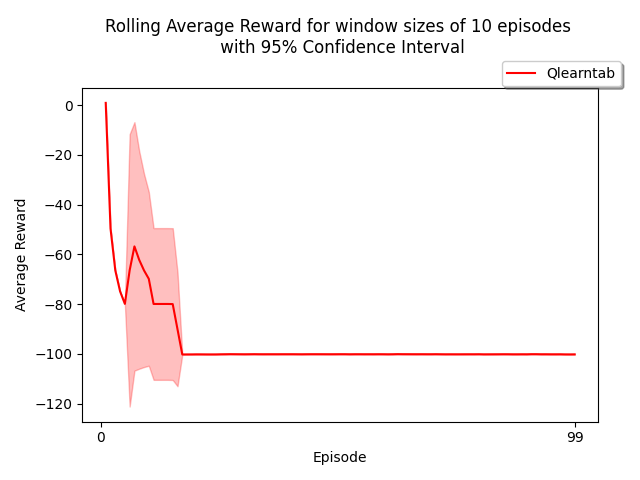 Rolling Average Reward for window sizes of 10 episodes
with 95% Confidence Interval
Qlearntab
0
−20
−40
−60
−80
−100
−120
Average Reward
0
99
Episode